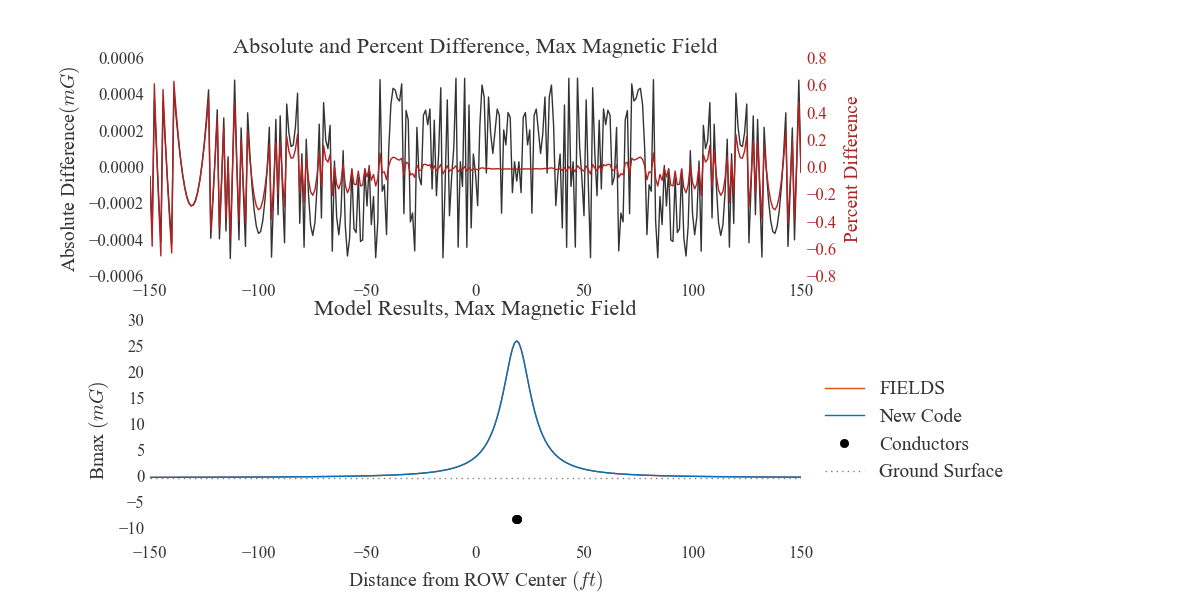 Absolute and Percent Difference, Max Magnetic Field
Absolute Difference(mG)
0.0006
0.0004
0.0002
0.0000
−0.0002
−0.0004
−0.0006
0.8
0.6
0.4
0.2
0.0
−0.2
−0.4
−0.6
−0.8
Percent Difference
−150 −100 −50 0 50 100 150
Model Results, Max Magnetic Field
Bmax (mG)
30
25
20
15
10
5
0
−5
−10
−150 −100 −50 0 50 100 150
Distance from ROW Center (ft)
FIELDS
New Code
Conductors
Ground Surface